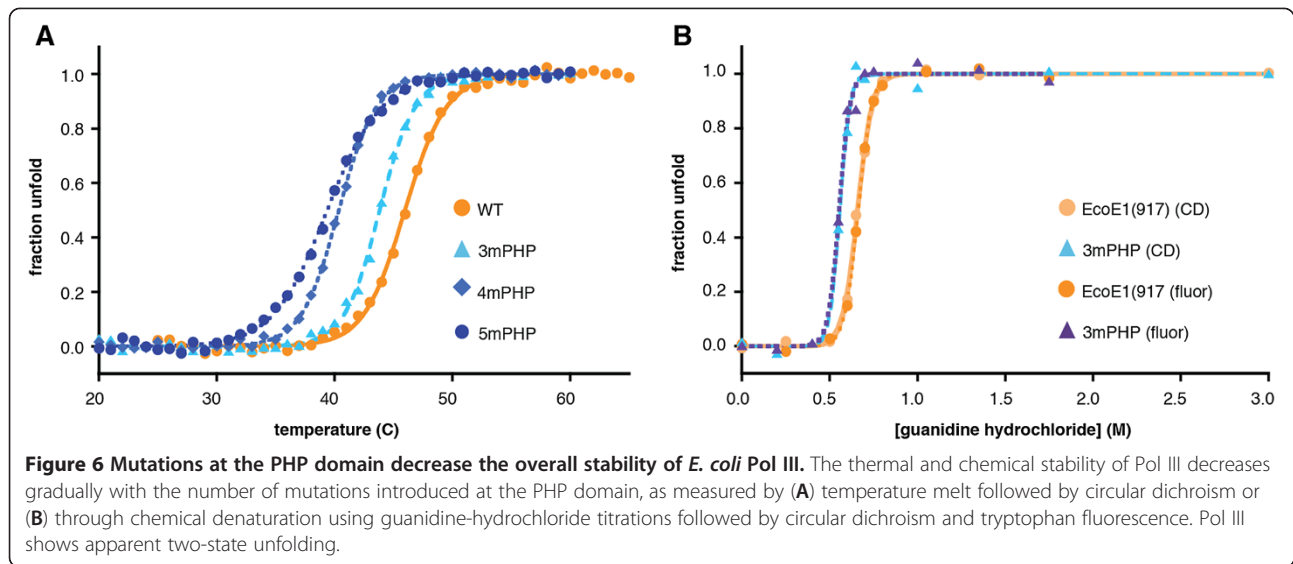 A
B
fraction unfold
1.0
0.8
0.6
0.4
0.2
0.0
WT
3mPHP
4mPHP
5mPHP
20
30
40
50
60
temperature (C)
fraction unfold
1.0
0.8
0.6
0.4
0.2
0.0
EcoE1(917) (CD)
3mPHP (CD)
EcoE1(917 (fluor)
3mPHP (fluor)
0.0
0.5
1.0
1.5
2.0
2.5
3.0
[guanidine hydrochloride] (M)
Figure 6 Mutations at the PHP domain decrease the overall stability of E. coli Pol III. The thermal and chemical stability of Pol III decreases
gradually with the number of mutations introduced at the PHP domain, as measured by (A) temperature melt followed by circular dichroism or
(B) through chemical denaturation using guanidine-hydrochloride titrations followed by circular dichroism and tryptophan fluorescence. Pol III
shows apparent two-state unfolding.